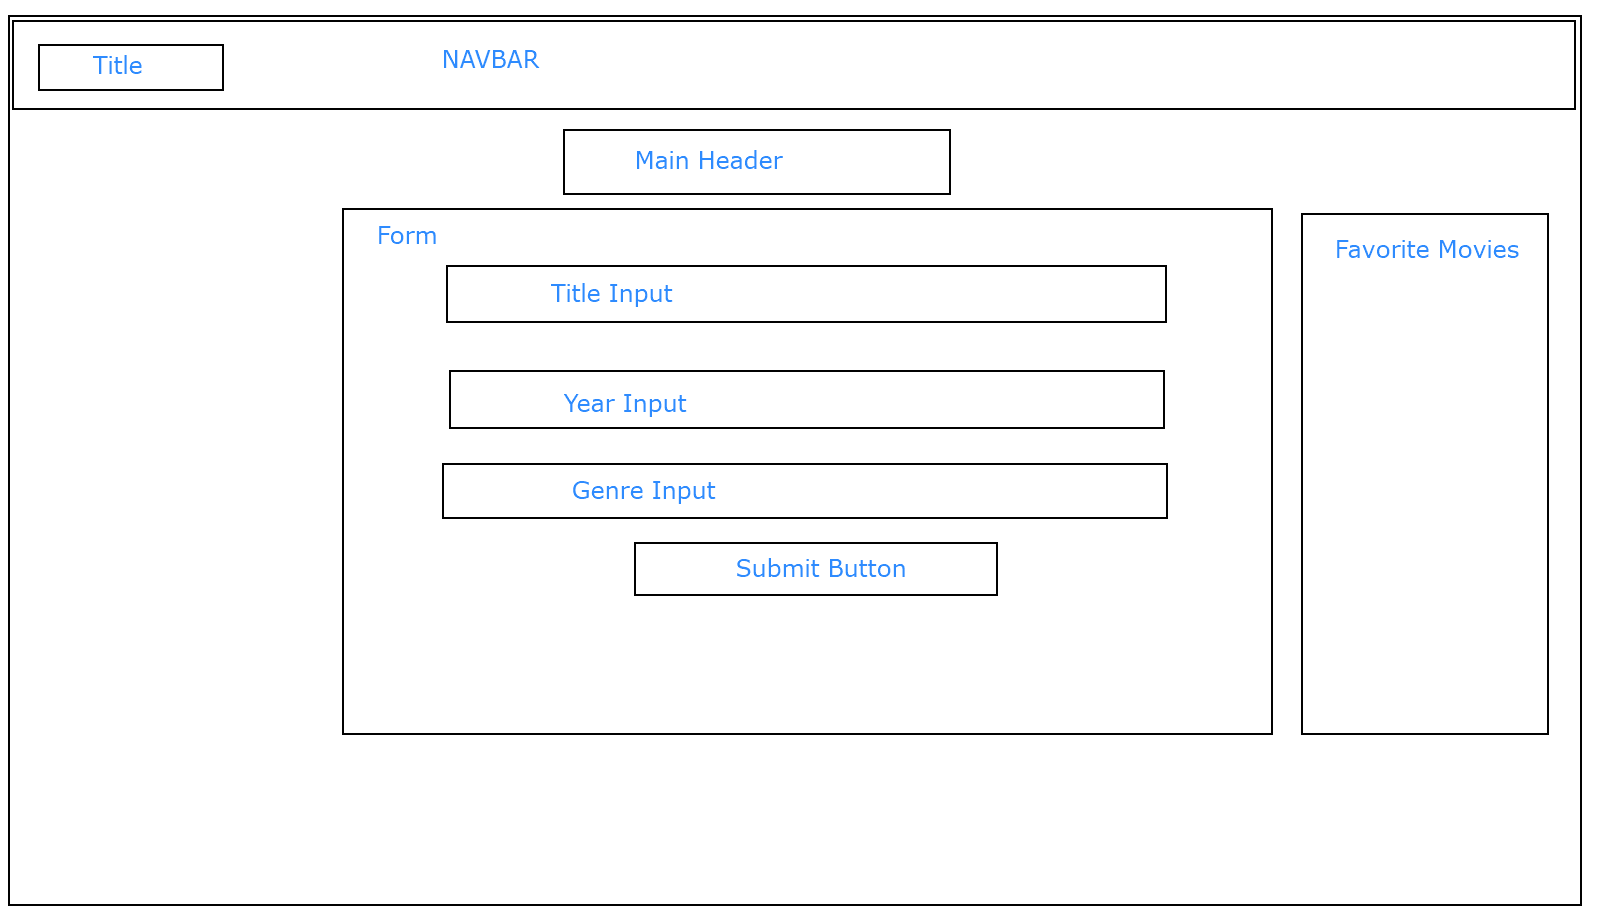 Title
NAVBAR
Main Header
Form
Title Input
Year Input
Genre Input
Submit Button
Favorite Movies